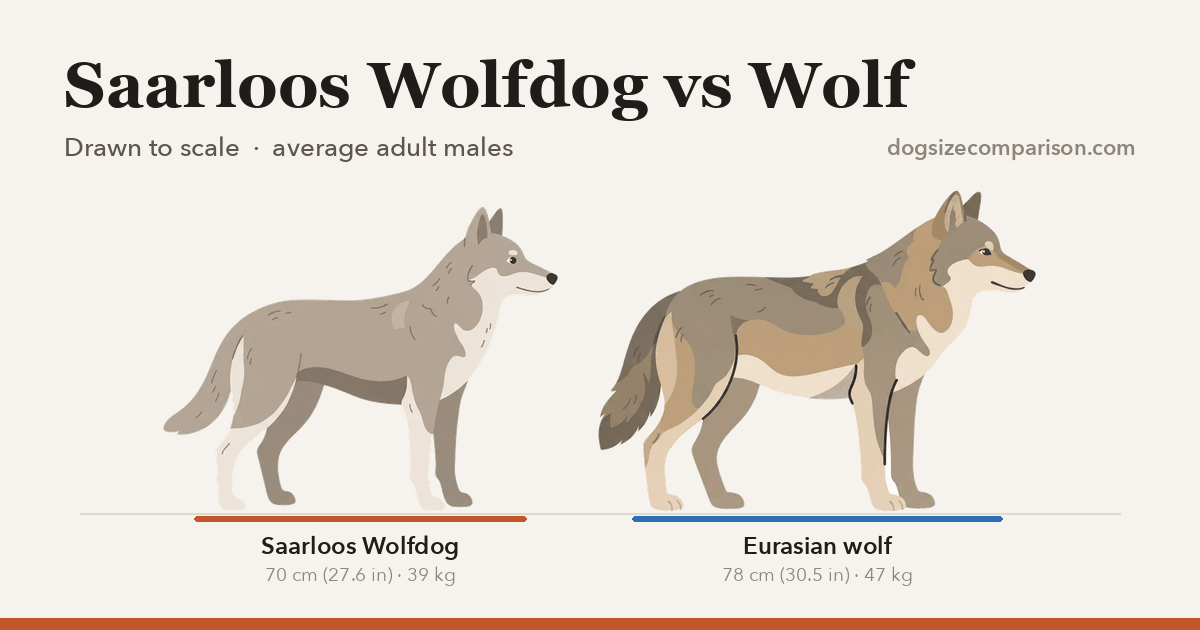 Saarloos Wolfdog vs Wolf
Drawn to scale · average adult males
dogsizecomparison.com
Saarloos Wolfdog
70 cm (27.6 in) · 39 kg
Eurasian wolf
78 cm (30.5 in) · 47 kg